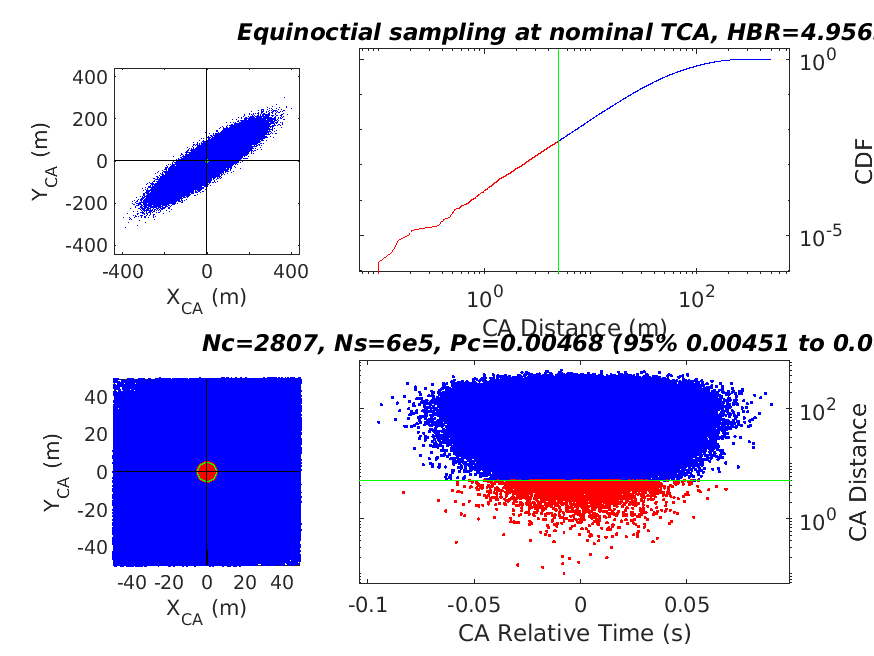 Equinoctial sampling at nominal TCA, HBR=4.956
400
200
0
-200
-400
Y_CA (m)
-400 0 400
X_CA (m)
10^0
10^-5
CDF
10^0 10^2
CA Distance (m)
Nc=2807, Ns=6e5, Pc=0.00468 (95% 0.00451 to 0.0
40
20
0
-20
-40
Y_CA (m)
-40 -20 0 20 40
X_CA (m)
10^2
10^0
CA Distance
-0.1 -0.05 0 0.05
CA Relative Time (s)